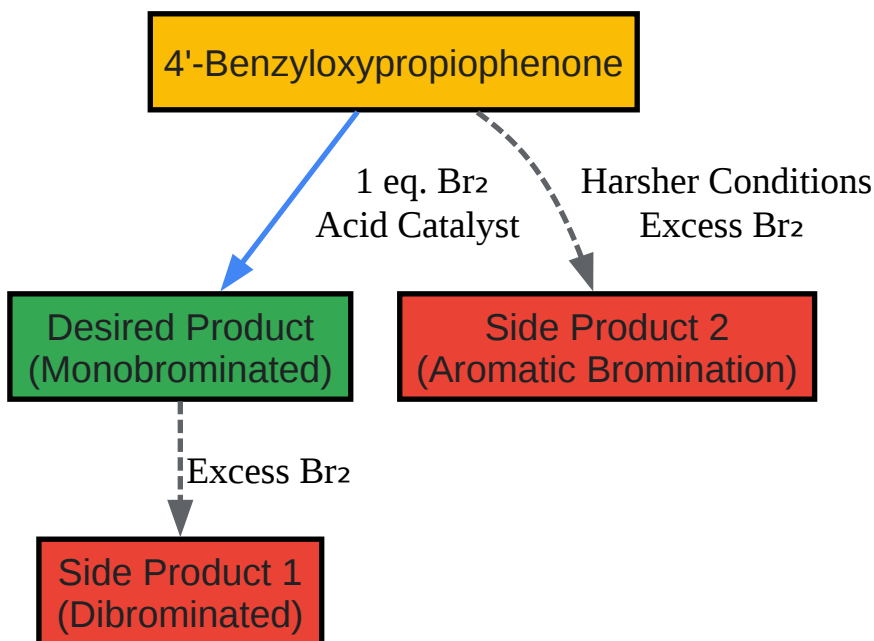 4'-Benzyloxypropiophenone
1 eq. Br₂
Acid Catalyst
Harsher Conditions
Excess Br₂
Desired Product
(Monobrominated)
Side Product 2
(Aromatic Bromination)
Excess Br₂
Side Product 1
(Dibrominated)